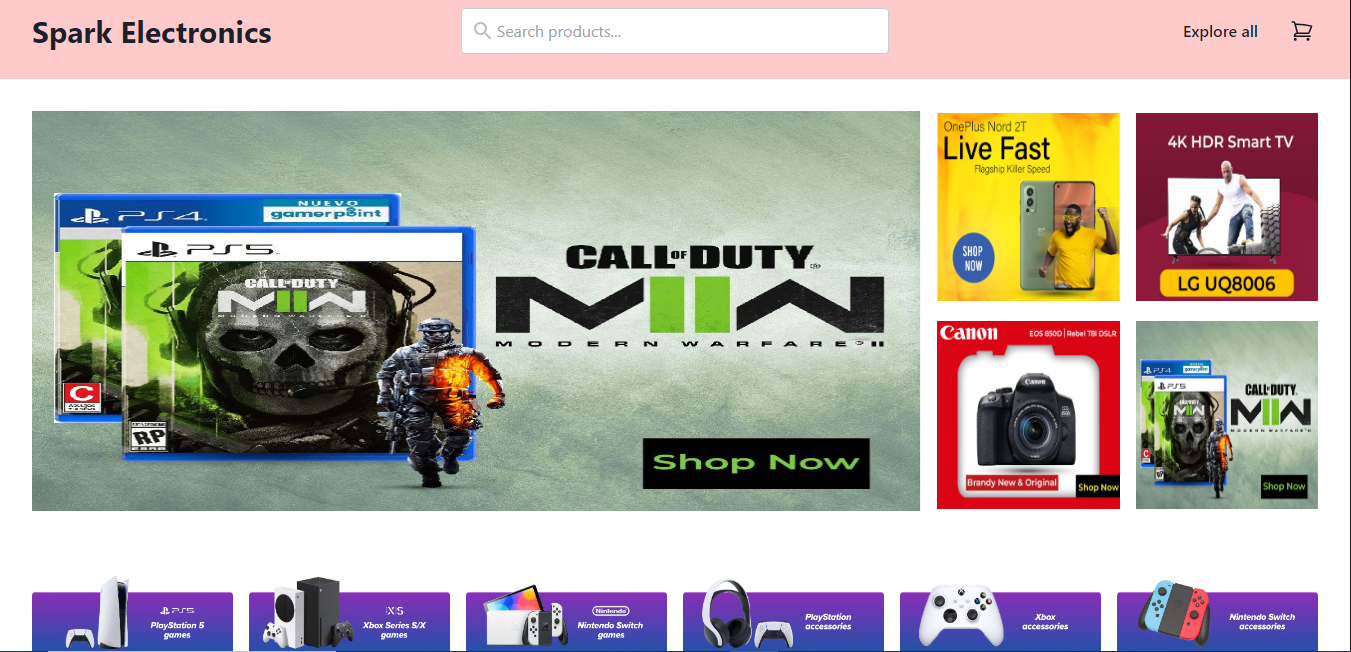 Spark Electronics
Search products...
Explore all
NUEVO
gamerpoint
PS4
PS5
CALL OF DUTY
MIIW
MODERN WARFARE II
RP
CALL OF DUTY
MIIW
MODERN WARFARE II
Shop Now
OnePlus Nord 2T
Live Fast
Flagship Killer Speed
SHOP
NOW
4K HDR Smart TV
LG UQ8006
Canon
EOS 850D | Rebel T8i DSLR
Canon
Brandy New & Original
Shop Now
PS4
gamerpoint
PS5
CALL OF DUTY
MIIW
MODERN WARFARE II
Shop Now
PS5
PlayStation 5
games
X|S
Xbox Series S/X
games
Nintendo
Nintendo Switch
games
PlayStation
accessories
Xbox
accessories
Nintendo Switch
accessories